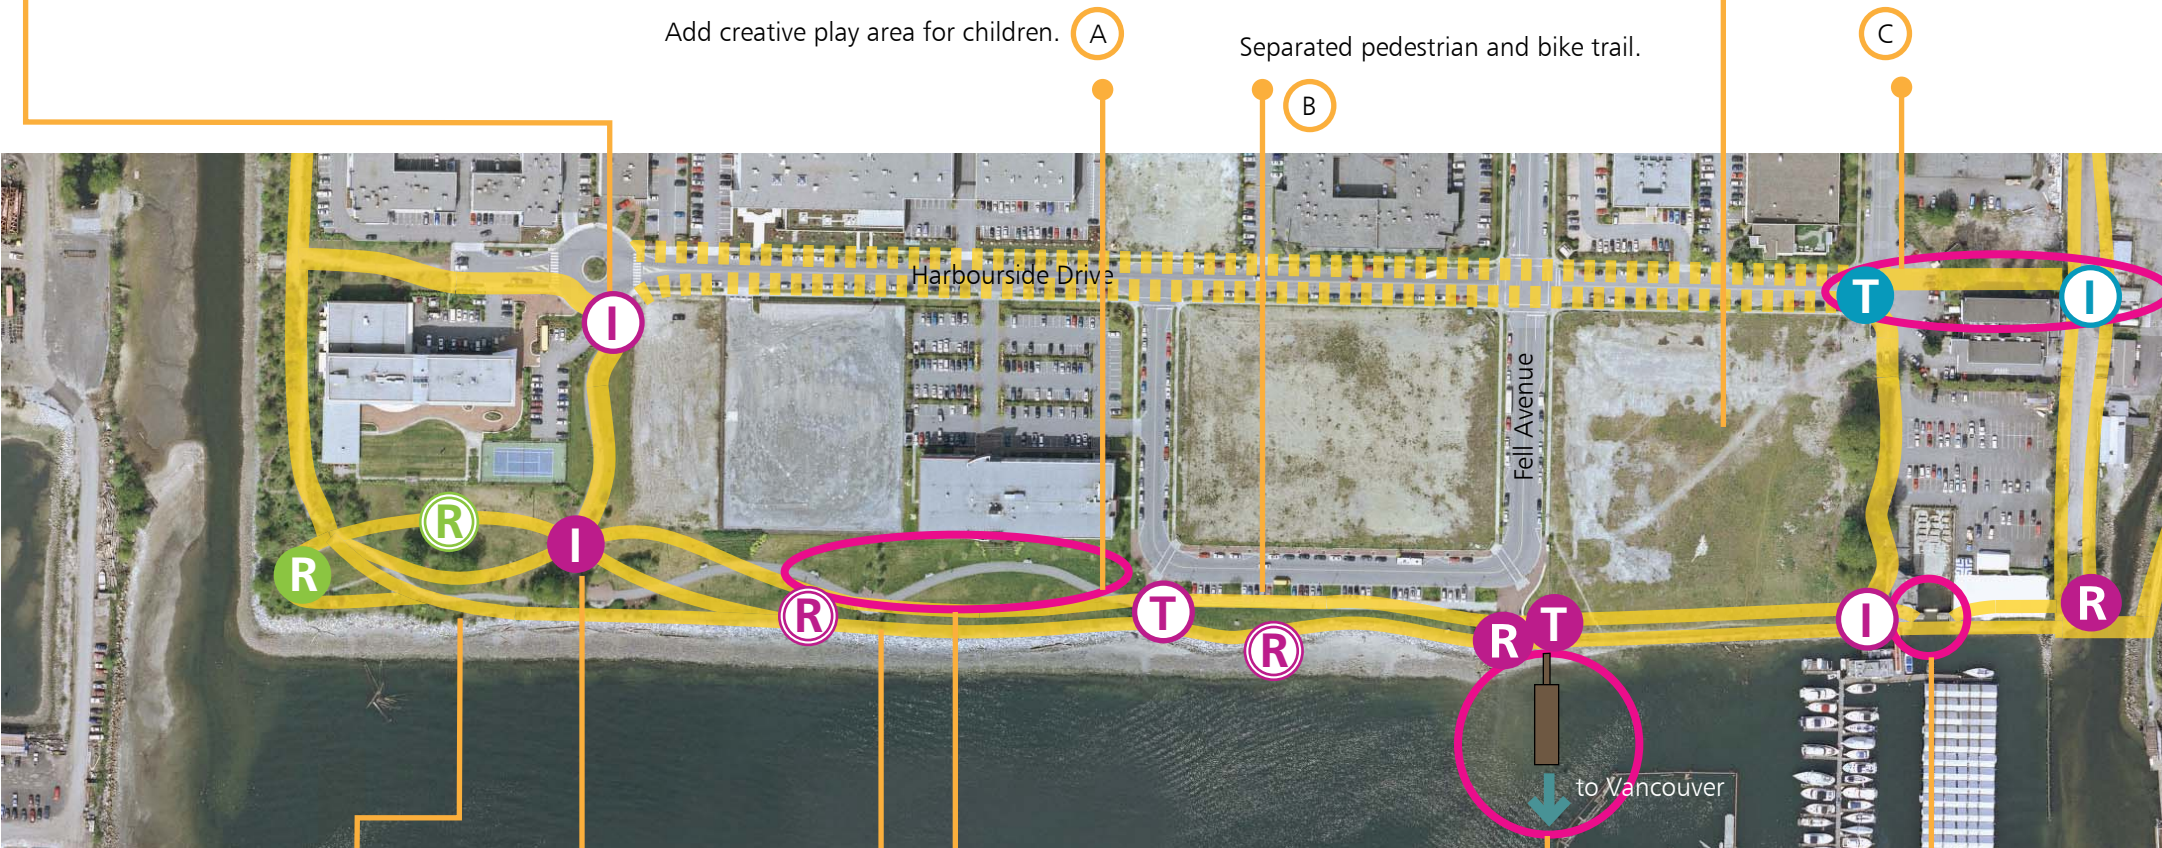 Add creative play area for children.
A
Separated pedestrian and bike trail.
B
C
Harbourside Drive
T
I
I
Fell Avenue
R
I
R
R
T
R
R
T
I
R
to Vancouver